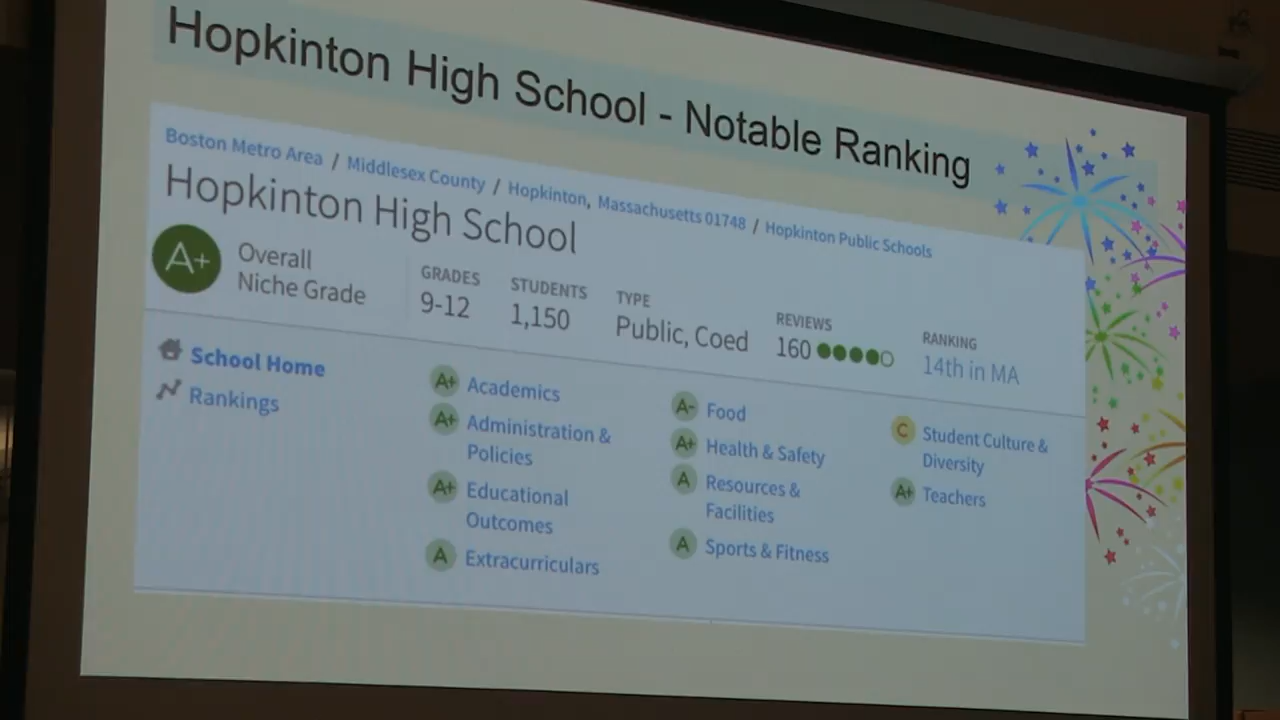 Hopkinton High School - Notable Ranking
Boston Metro Area / Middlesex County / Hopkinton, Massachusetts 01748 / Hopkinton Public Schools
Hopkinton High School
A+
Overall
Niche Grade
GRADES
9-12
STUDENTS
1,150
TYPE
Public, Coed
REVIEWS
160
RANKING
14th in MA
School Home
Rankings
A+ Academics
A+ Administration &
Policies
A+ Educational
Outcomes
A Extracurriculars
A- Food
A+ Health & Safety
A Resources &
Facilities
A Sports & Fitness
C Student Culture &
Diversity
A+ Teachers